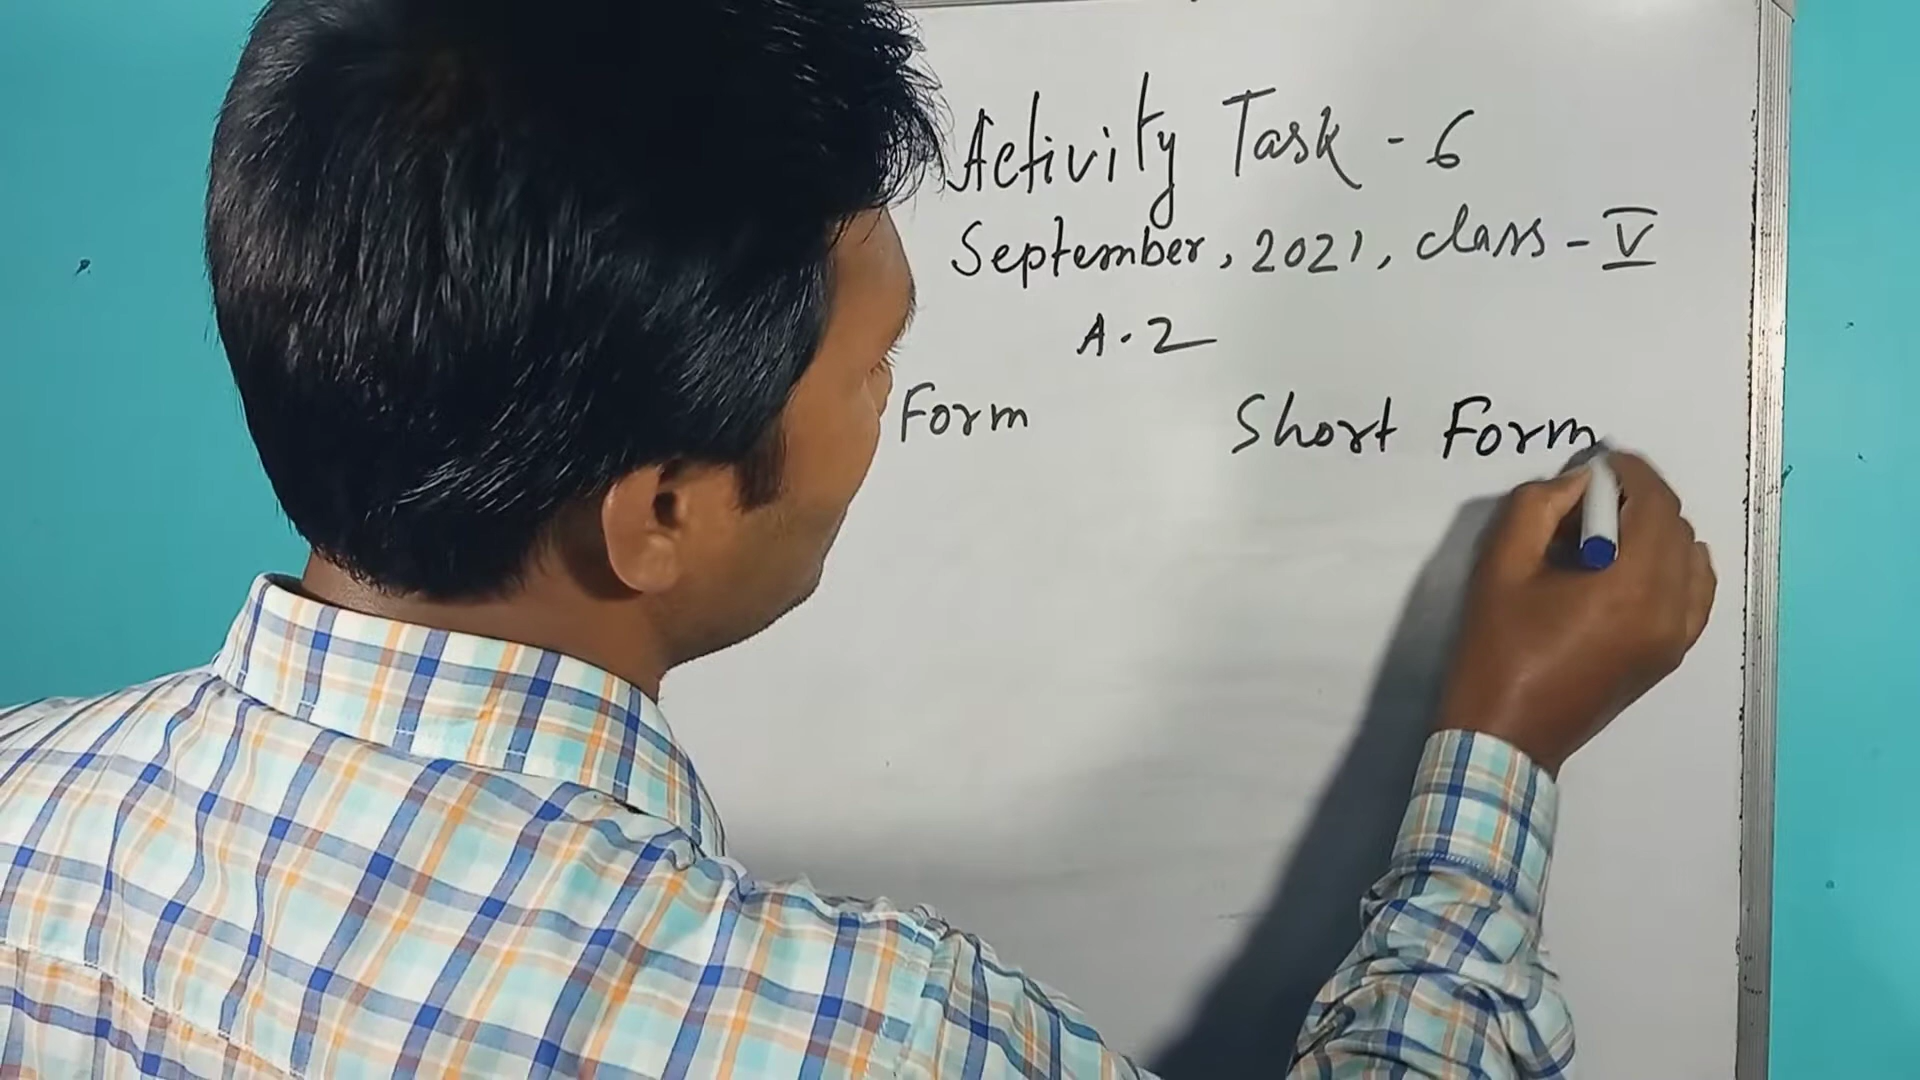 Activity Task - 6
September, 2021, class - V
A. 2
Form Short Form